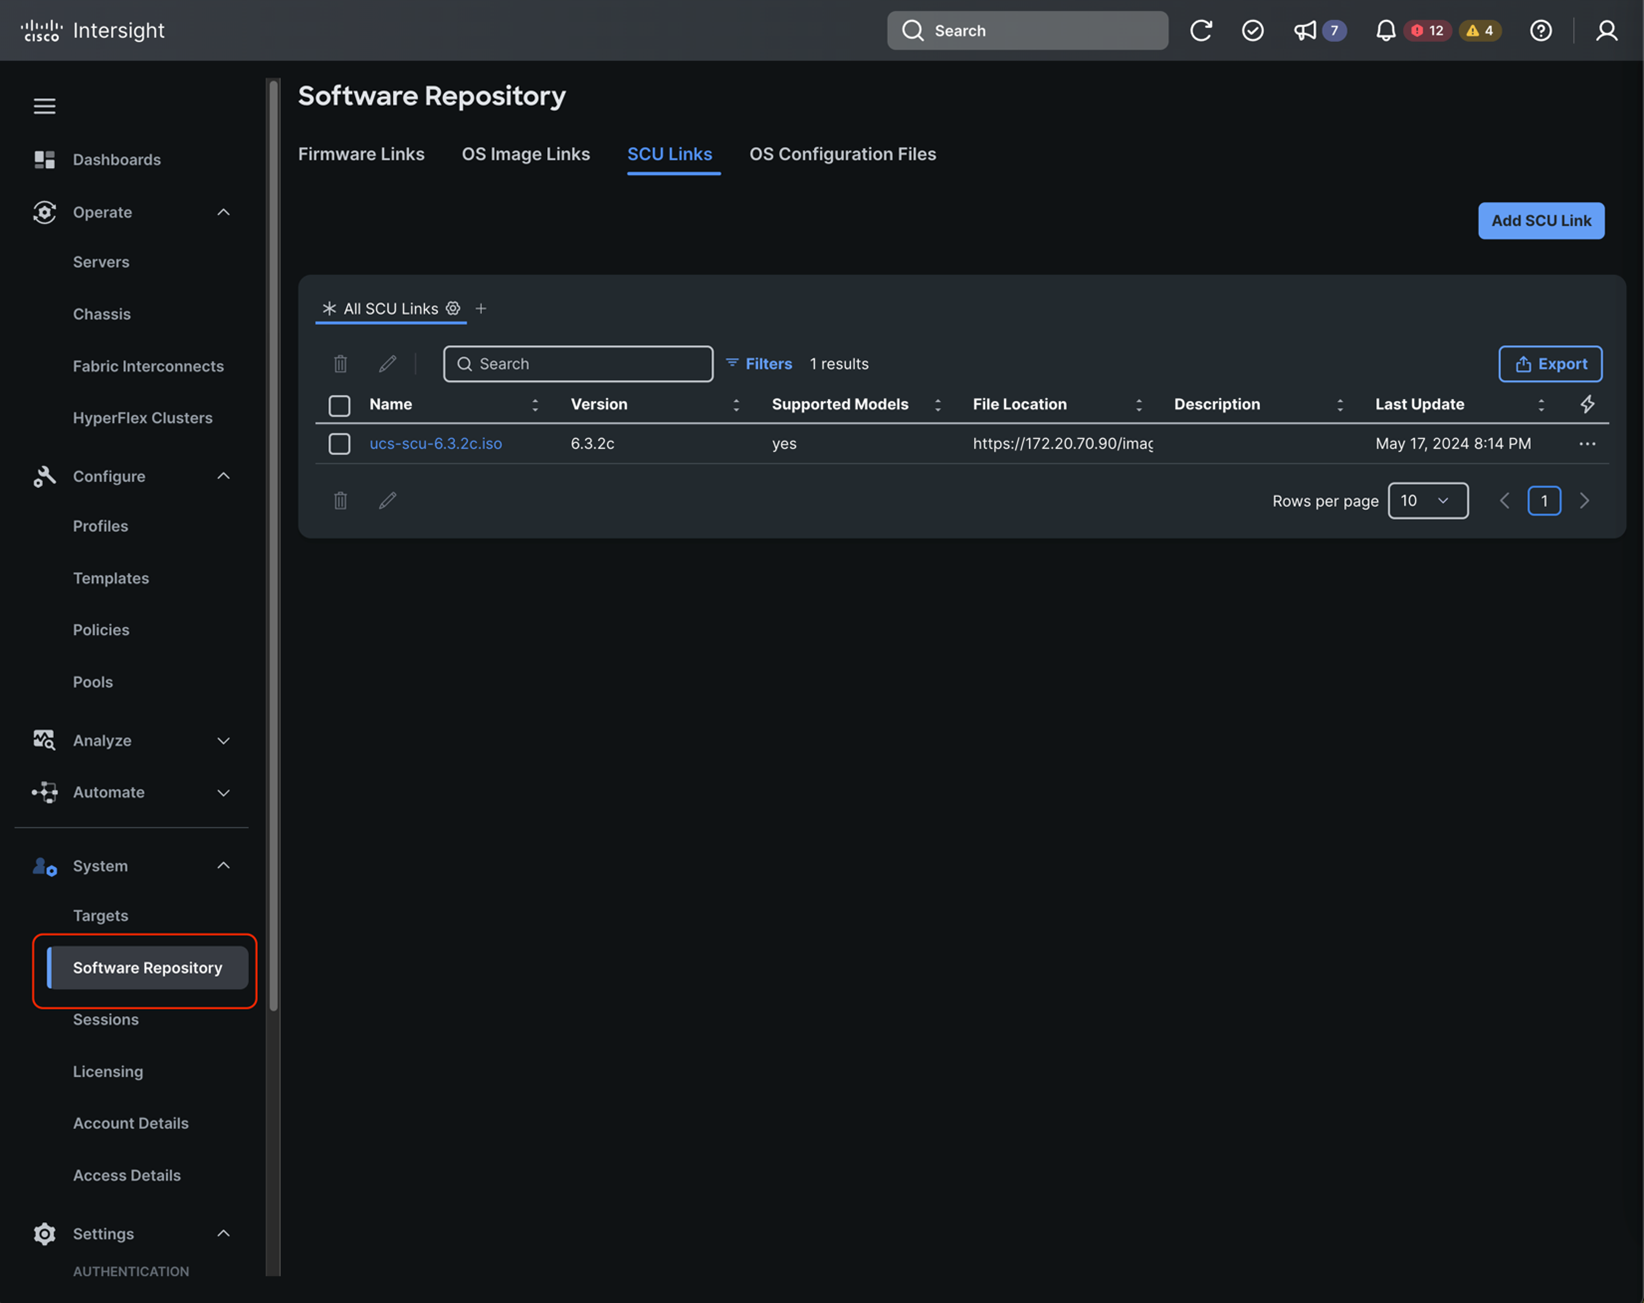 CISCO Intersight
Search
7
12
4
Dashboards
Operate
Servers
Chassis
Fabric Interconnects
HyperFlex Clusters
Configure
Profiles
Templates
Policies
Pools
Analyze
Automate
System
Targets
Software Repository
Sessions
Licensing
Account Details
Access Details
Settings
AUTHENTICATION
Software Repository
Firmware Links OS Image Links SCU Links OS Configuration Files
Add SCU Link
All SCU Links
Search Filters 1 results Export
Name Version Supported Models File Location Description Last Update
ucs-scu-6.3.2c.iso 6.3.2c yes https://172.20.70.90/imag May 17, 2024 8:14 PM
Rows per page 10 1